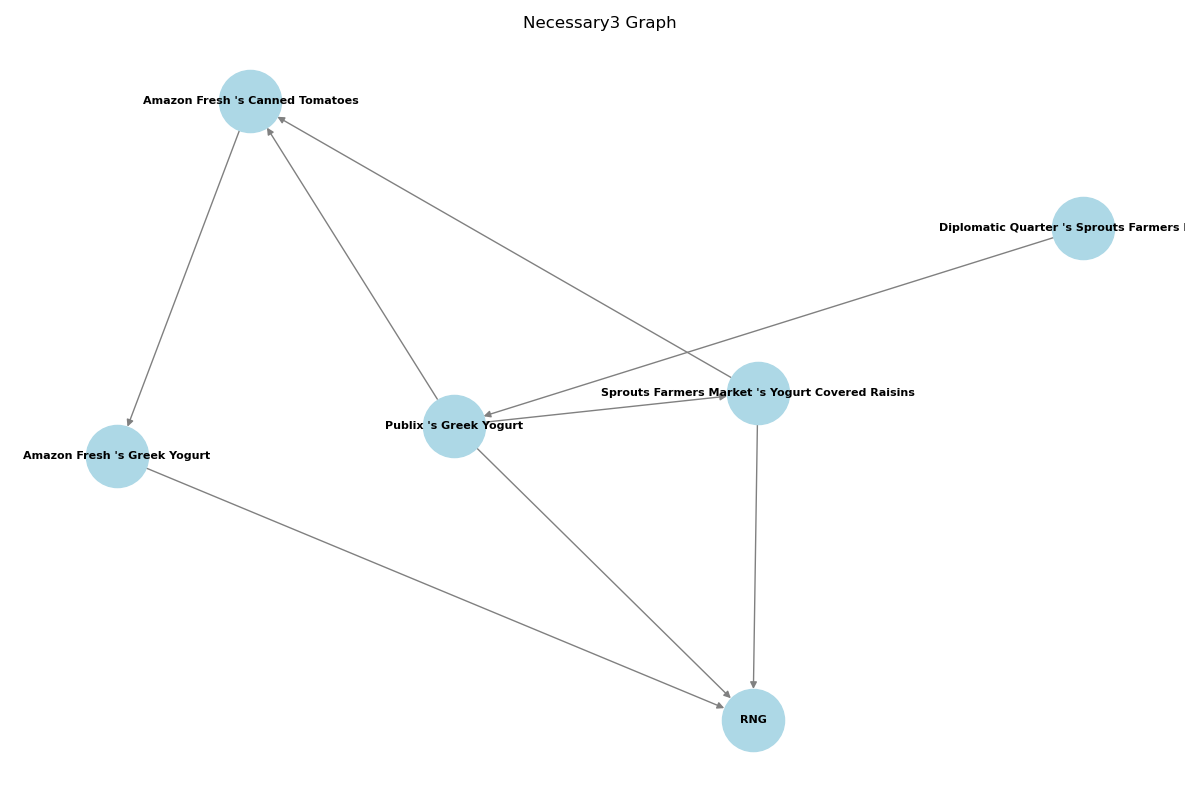 Necessary3 Graph
Amazon Fresh 's Canned Tomatoes
Diplomatic Quarter 's Sprouts Farmers
Sprouts Farmers Market 's Yogurt Covered Raisins
Publix 's Greek Yogurt
Amazon Fresh 's Greek Yogurt
RNG